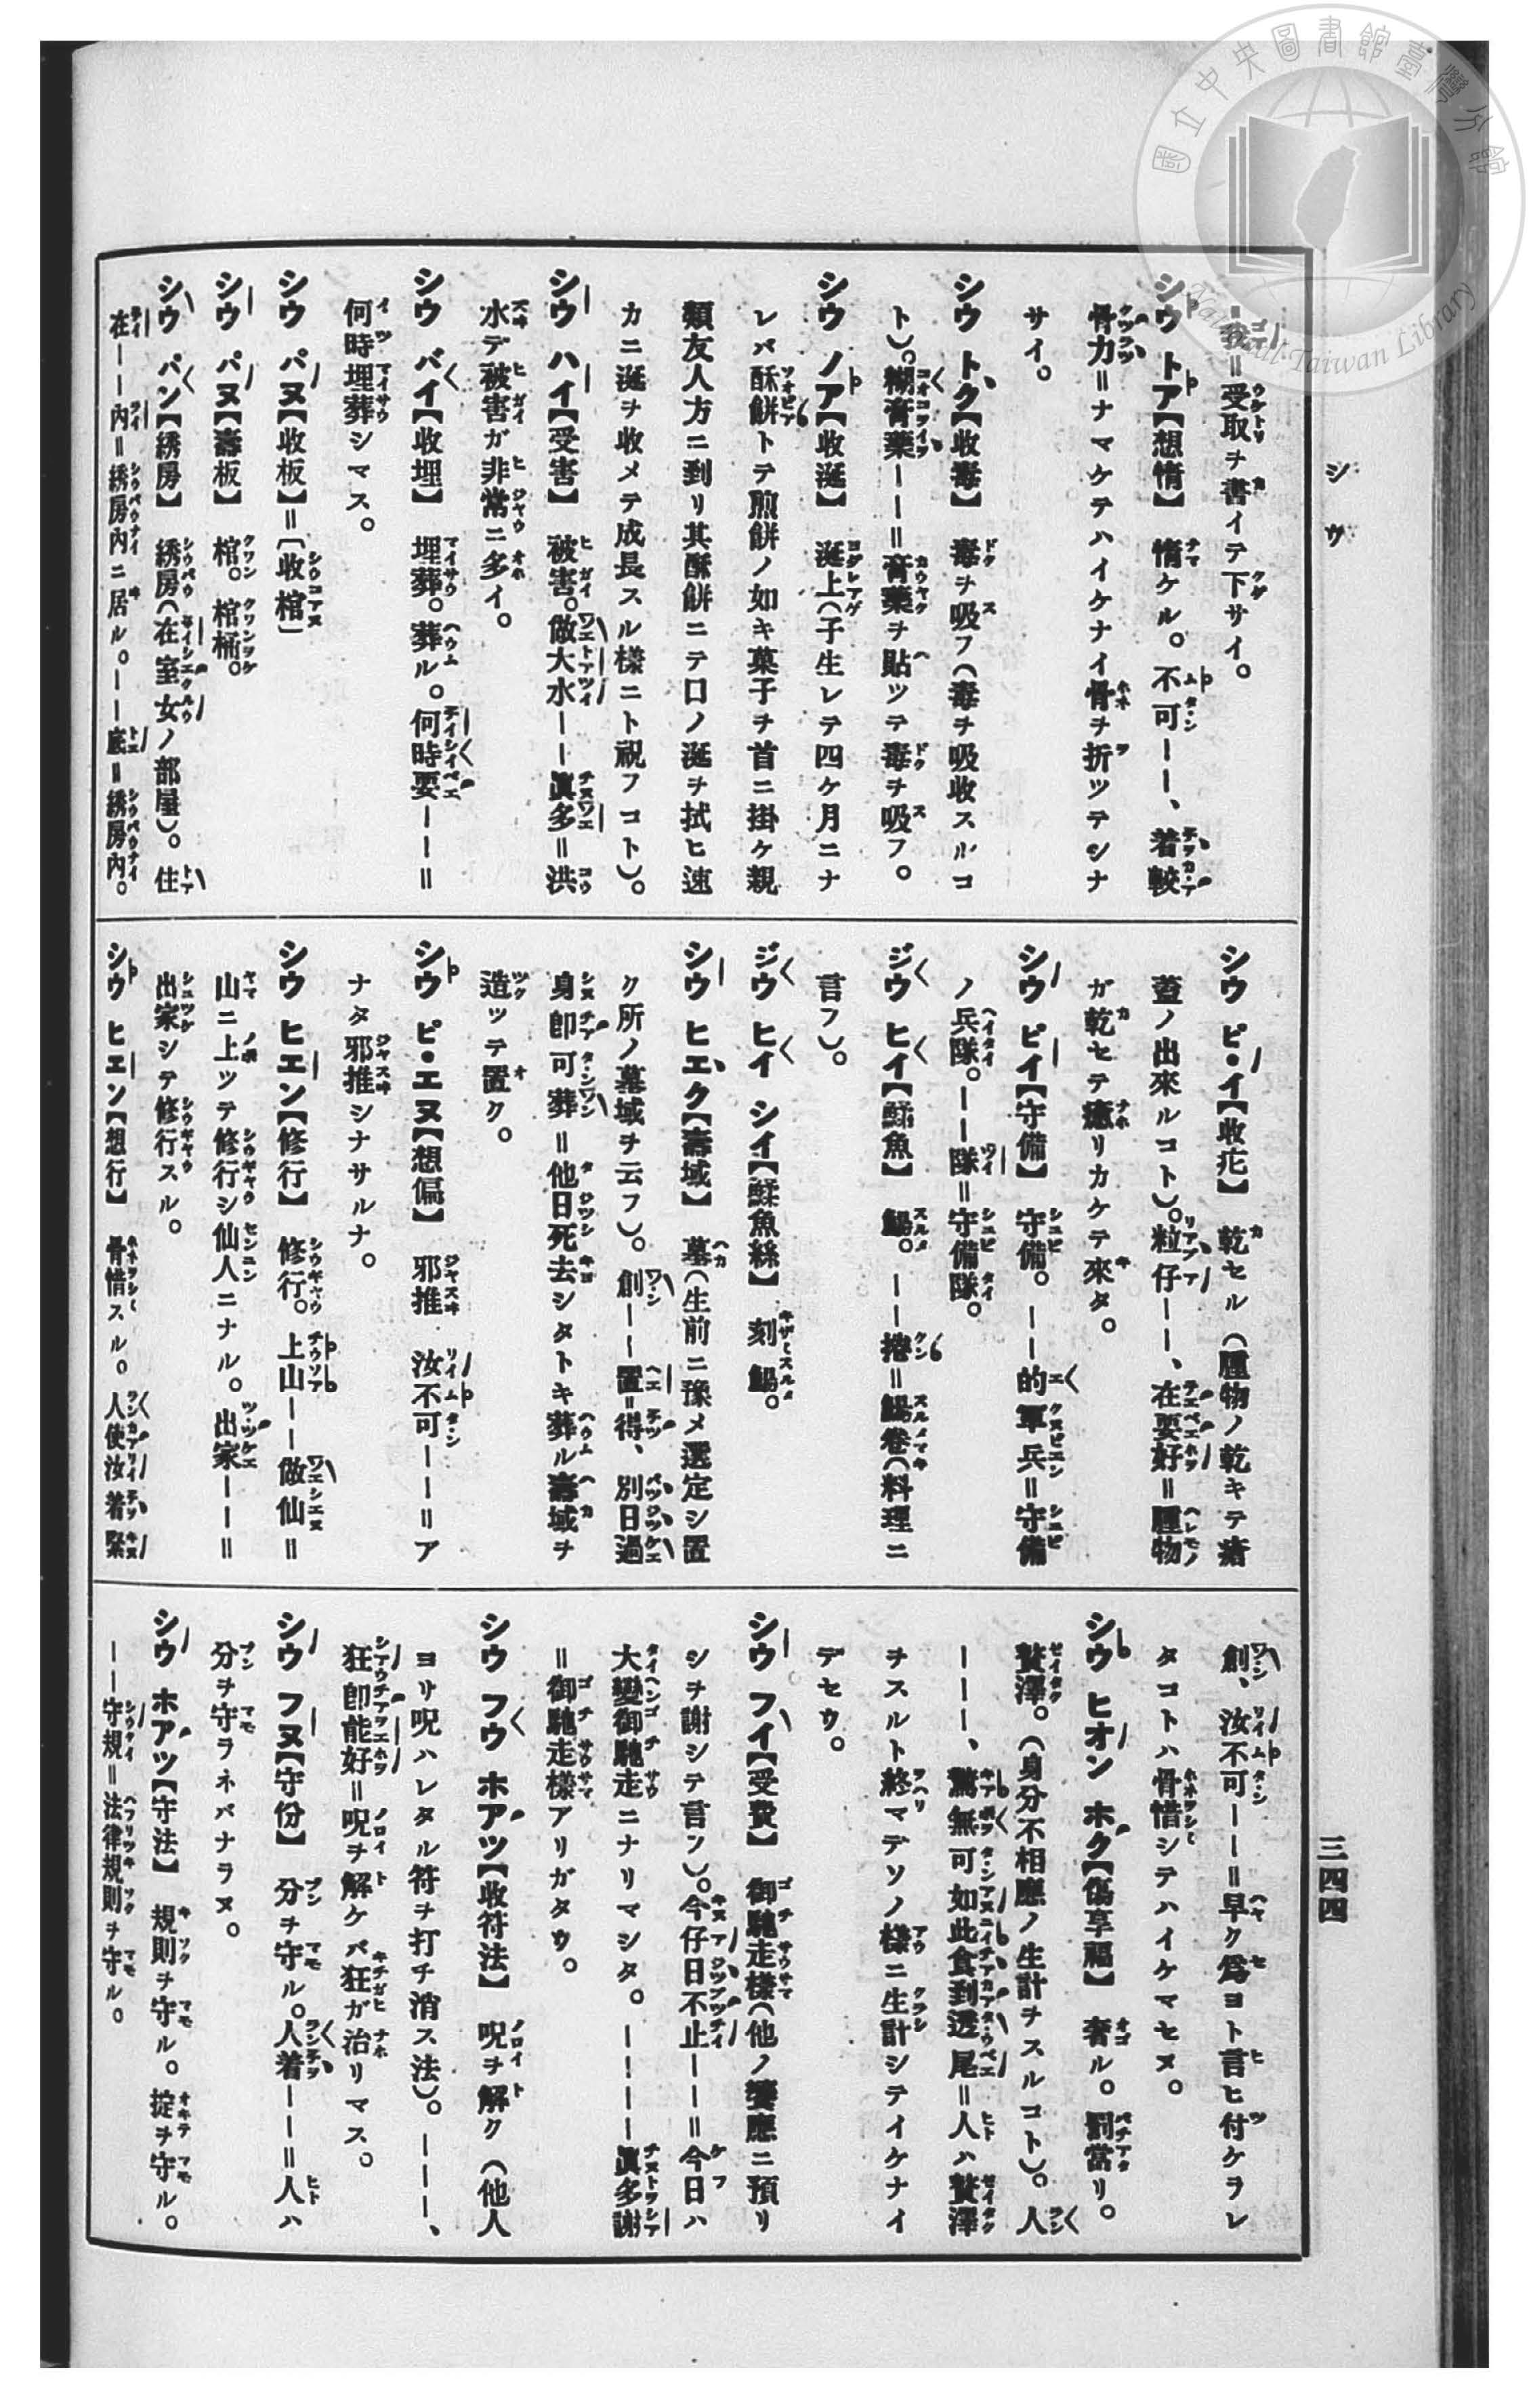 シウ
三四四
｜我＝受取ヲ書イテ下サイ。
シウ トア【想惰】 惰ケル。不可｜｜、着較
骨力＝ナマケテハイケナイ骨ヲ折ツテシナ
サイ。
シウ トク【收毒】 毒ヲ吸フ（毒ヲ吸收スルコ
ト）。糊膏藥｜｜＝膏藥ヲ貼ツテ毒ヲ吸フ。
シウ ノア【收涎】 涎上（子生レテ四ケ月ニナ
レバ酥餅トテ煎餅ノ如キ菓子ヲ首ニ掛ケ親
類友人方ニ到リ其酥餅ニテ口ノ涎ヲ拭ヒ速
カニ涎ヲ收メテ成長スル樣ニト祝フコト）。
シウ ハイ【受害】 被害。做大水｜｜眞多＝洪
水デ被害ガ非常ニ多イ。
シウ バイ【收埋】 埋葬。葬ル。何時要｜｜＝
何時埋葬シマス。
シウ パヌ【收板】＝〔收棺〕
シウ パヌ【壽板】 棺。棺桶。
シウ パン【綉房】 綉房（在室女ノ部屋）。住
在｜｜內＝綉房內ニ居ル。｜｜底＝綉房內。
シウ ピ・イ【收疕】 乾セル（腫物ノ乾キテ瘡
蓋ノ出來ルコト）。粒仔｜｜、在要好＝腫物
ガ乾セテ癒リカケテ來タ。
シウ ピイ【守備】 守備。｜｜的軍兵＝守備
ノ兵隊。｜｜隊＝守備隊。
ジウ ヒイ【鰇魚】 鯣。｜｜捲＝鯣卷（料理ニ
言フ）。
ジウ ヒイ シイ【鰇魚絲】 刻鯣。
シウ ヒエク【壽域】 墓（生前ニ豫メ選定シ置
ク所ノ墓域ヲ云フ）。創｜｜置＝得、別日過
身卽可葬＝他日死去シタトキ葬ル壽域ヲ
造ツテ置ク。
シウ ピ・エヌ【想偏】 邪推 汝不可｜｜＝ア
ナタ邪推シナサルナ。
シウ ヒエン【修行】 修行。上山｜｜做仙＝
山ニ上ツテ修行シ仙人ニナル。出家｜｜＝
出家シテ修行スル。
シウ ヒエン【想行】 骨惜スル。人使汝着緊
創、汝不可｜｜＝早ク爲ヨト言ヒ付ケラレ
タコトハ骨惜シテハイケマセヌ。
シウ ヒオン ホク【傷享福】 奢ル。罰當リ。
贅澤。（身分不相應ノ生計ヲスルコト）。人
｜｜｜、驚無可如此食到透尾＝人ハ贅澤
ヲスルト終マデソノ樣ニ生計シテイケナイ
デセウ。
シウ フイ【受費】 御馳走樣（他ノ饗應ニ預リ
シヲ謝シテ言フ）。今仔日不止｜｜＝今日ハ
大變御馳走ニナリマシタ。｜｜｜｜眞多謝
＝御馳走樣アリガタウ。
シウ フウ ホアツ【收符法】 呪ヲ解ク（他人
ヨリ呪ハレタル符ヲ打チ消ス法）。｜｜｜、
狂卽能好＝呪ヲ解ケバ狂ガ治リマス。
シウ フヌ【守份】 分ヲ守ル。人着｜｜＝人ハ
分ヲ守ラネバナラヌ。
シウ ホアツ【守法】 規則ヲ守ル。掟ヲ守ル。
｜｜守規＝法律規則ヲ守ル。
國立中央圖書館臺灣分館
National Taiwan Library